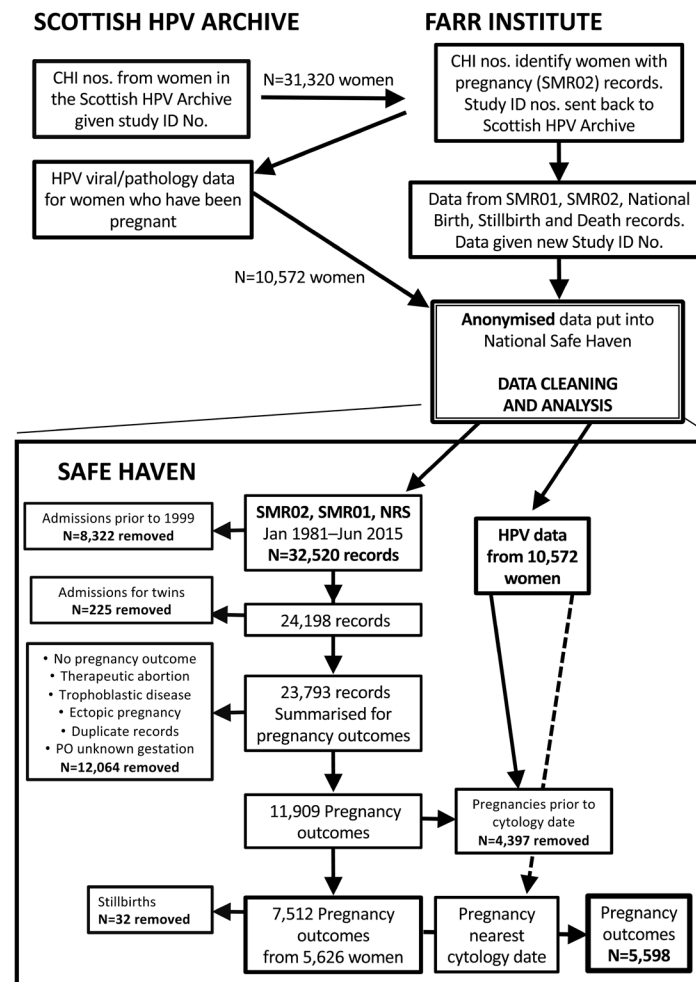 SCOTTISH HPV ARCHIVE
FARR INSTITUTE
CHI nos. from women in
the Scottish HPV Archive
given study ID No.
N=31,320 women
CHI nos. identify women with
pregnancy (SMR02) records.
Study ID nos. sent back to
Scottish HPV Archive
HPV viral/pathology data
for women who have been
pregnant
Data from SMR01, SMR02, National
Birth, Stillbirth and Death records.
Data given new Study ID No.
N=10,572 women
Anonymised data put into
National Safe Haven
DATA CLEANING
AND ANALYSIS
SAFE HAVEN
Admissions prior to 1999
N=8,322 removed
SMR02, SMR01, NRS
Jan 1981–Jun 2015
N=32,520 records
HPV data
from 10,572
women
Admissions for twins
N=225 removed
24,198 records
• No pregnancy outcome
• Therapeutic abortion
• Trophoblastic disease
• Ectopic pregnancy
• Duplicate records
• PO unknown gestation
N=12,064 removed
23,793 records
Summarised for
pregnancy outcomes
11,909 Pregnancy
outcomes
Pregnancies prior to
cytology date
N=4,397 removed
Stillbirths
N=32 removed
7,512 Pregnancy
outcomes
from 5,626 women
Pregnancy
nearest
cytology date
Pregnancy
outcomes
N=5,598